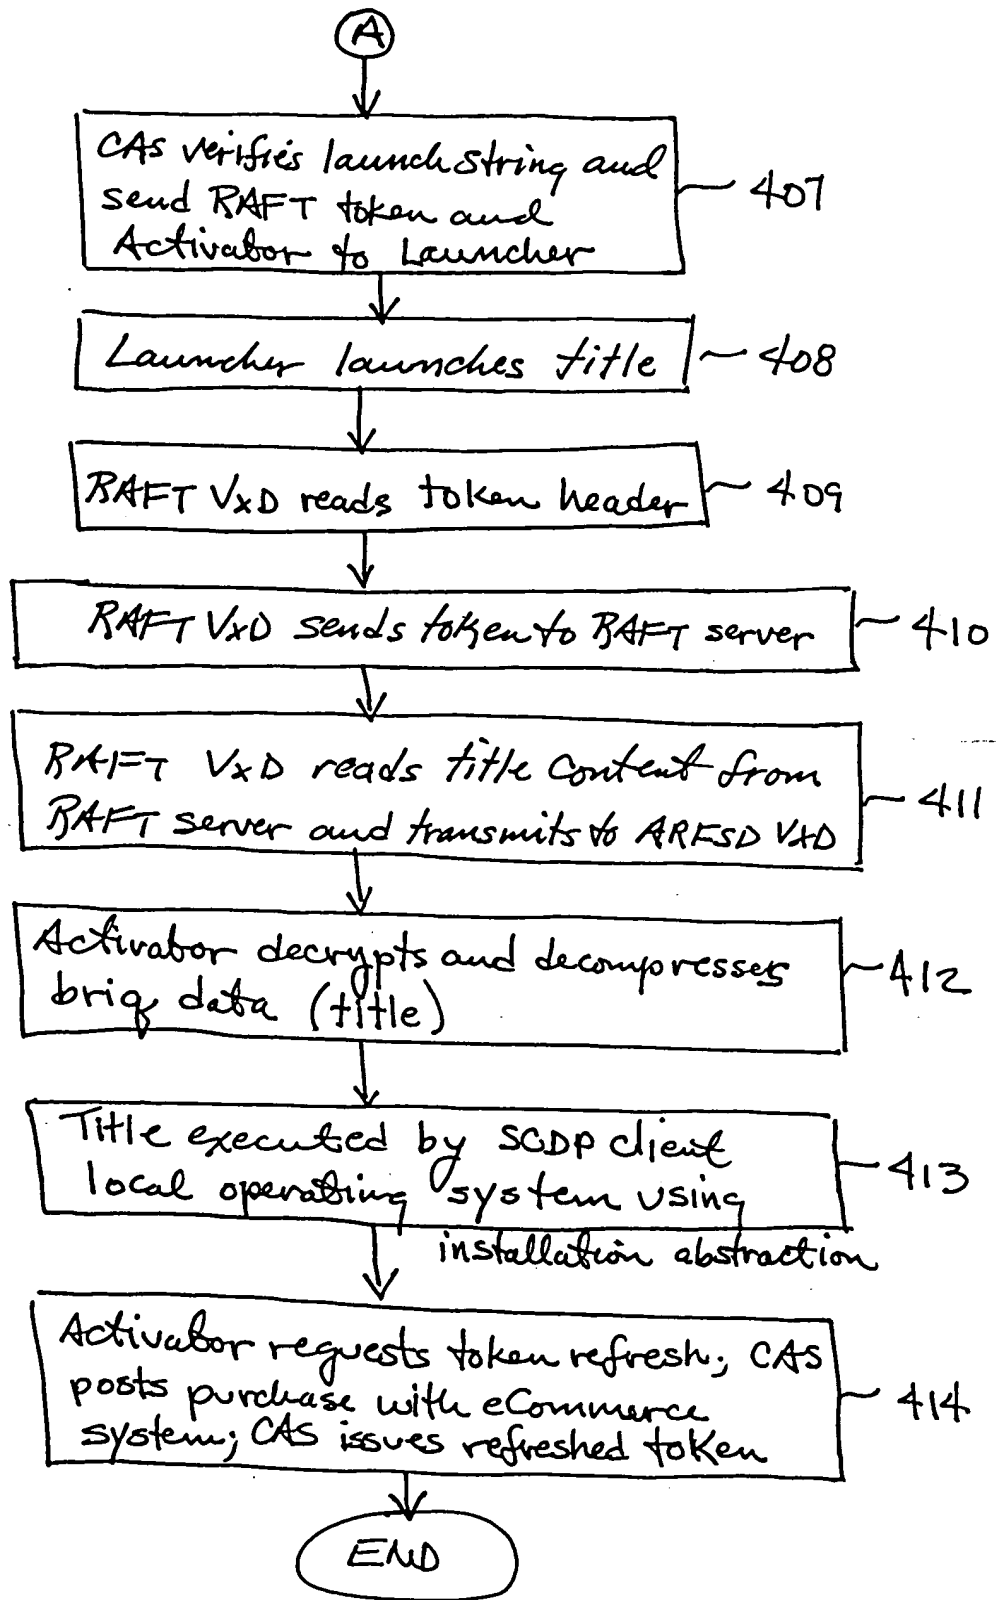 A
CAS verifies launch string and
send RAFT token and
Activator to Launcher
407
Launcher launches title
408
RAFT VxD reads token header
409
RAFT VxD sends token to RAFT server
410
RAFT VxD reads title content from
RAFT server and transmits to ARFSD VXD
411
Activator decrypts and decompresses
briq data (title)
412
Title executed by SCDP client
local operating system using
installation abstraction
413
Activator requests token refresh; CAS
posts purchase with eCommerce
system; CAS issues refreshed token
414
END